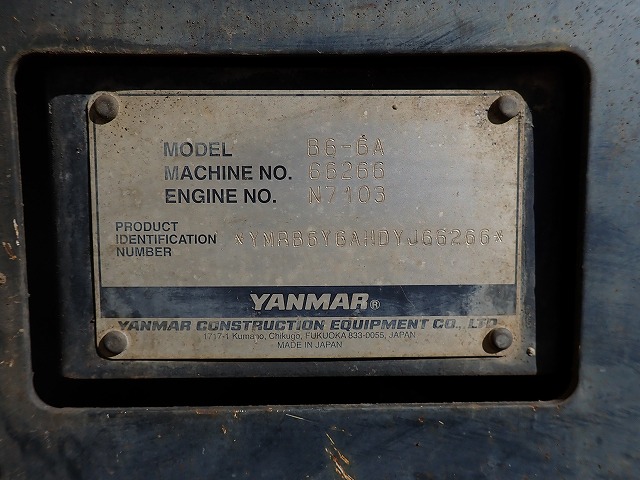 MODEL B6-6A
MACHINE NO. 66266
ENGINE NO. N7103
PRODUCT
IDENTIFICATION
NUMBER
*YNRB6Y6AHDYJ66266*
YANMAR®
YANMAR CONSTRUCTION EQUIPMENT CO., LTD.
1717-1 Kumano, Chikugo, FUKUOKA 833-0055, JAPAN
MADE IN JAPAN